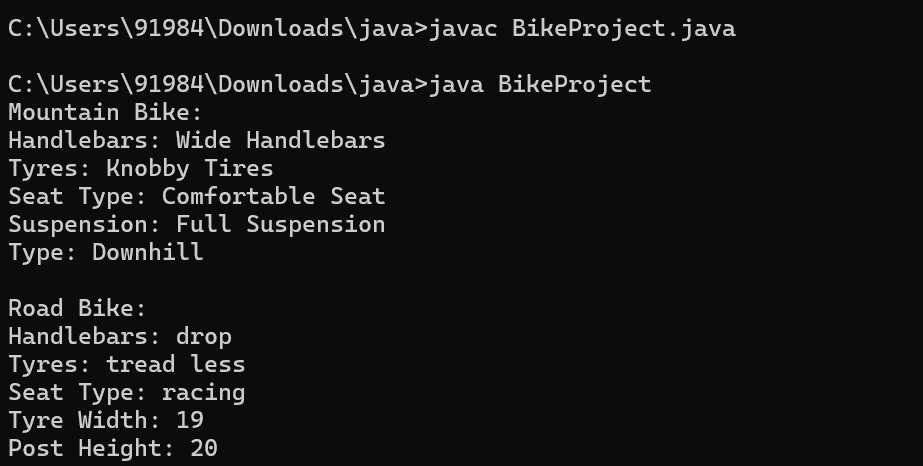 C:\Users\91984\Downloads\java>javac BikeProject.java
C:\Users\91984\Downloads\java>java BikeProject
Mountain Bike:
Handlebars: Wide Handlebars
Tyres: Knobby Tires
Seat Type: Comfortable Seat
Suspension: Full Suspension
Type: Downhill
Road Bike:
Handlebars: drop
Tyres: tread less
Seat Type: racing
Tyre Width: 19
Post Height: 20